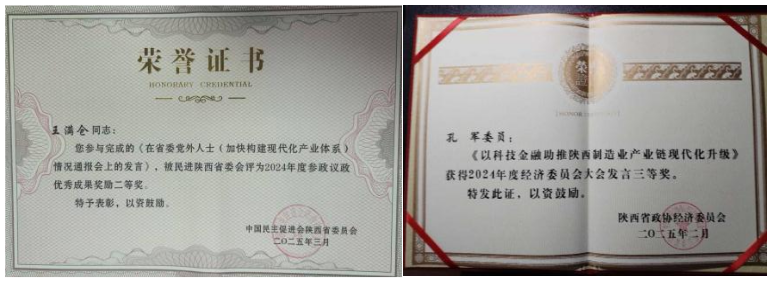 荣誉证书
HONORARY CREDENTIAL
王满仓同志：
您参与完成的《在省委党外人士（加快构建现代化产业体系）
情况通报会上的发言》，被民进陕西省委会评为2024年度参政议政
优秀成果奖励二等奖。
特予表彰，以资鼓励。
中国民主促进会陕西省委员会
二〇二五年三月
孔 军委员：
《以科技金融助推陕西制造业产业链现代化升级》
获得2024年度经济委员会大会发言三等奖。
特发此证，以资鼓励。
陕西省政协经济委员会
二〇二五年二月